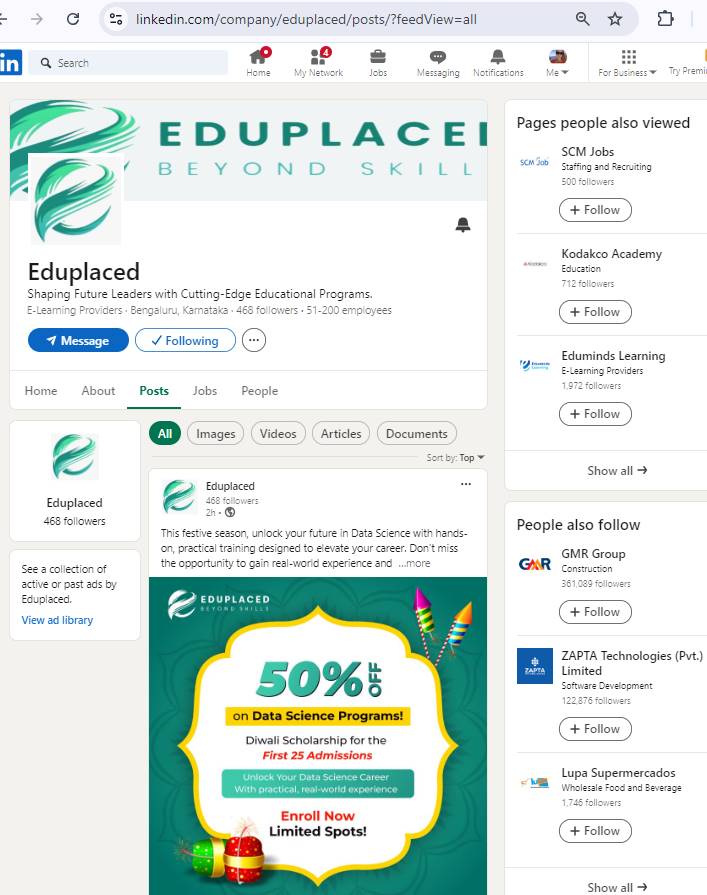 linkedin.com/company/eduplaced/posts/?feedView=all
in
Search
Home
4
My Network
Jobs
Messaging
Notifications
Me
For Business
Try Premi
EDUPLACED
BEYOND SKILL
Eduplaced
Shaping Future Leaders with Cutting-Edge Educational Programs.
E-Learning Providers · Bengaluru, Karnataka · 468 followers · 51-200 employees
Message
Following
Home
About
Posts
Jobs
People
Eduplaced
468 followers
See a collection of
active or past ads by
Eduplaced.
View ad library
All
Images
Videos
Articles
Documents
Sort by: Top
Eduplaced
468 followers
2h •
This festive season, unlock your future in Data Science with hands-
on, practical training designed to elevate your career. Don't miss
the opportunity to gain real-world experience and ...more
EDUPLACED
BEYOND SKILLS
50% OFF
on Data Science Programs!
Diwali Scholarship for the
First 25 Admissions
Unlock Your Data Science Career
With practical, real-world experience
Enroll Now
Limited Spots!
Pages people also viewed
SCM Job
SCM Jobs
Staffing and Recruiting
500 followers
+ Follow
Kodakco Academy
Education
712 followers
+ Follow
Eduminds Learning
E-Learning Providers
1,972 followers
+ Follow
Show all →
People also follow
GMR
GMR Group
Construction
361,089 followers
+ Follow
ZAPTA
ZAPTA Technologies (Pvt.)
Limited
Software Development
122,876 followers
+ Follow
Lupa Supermercados
Wholesale Food and Beverage
1,746 followers
+ Follow
Show all →